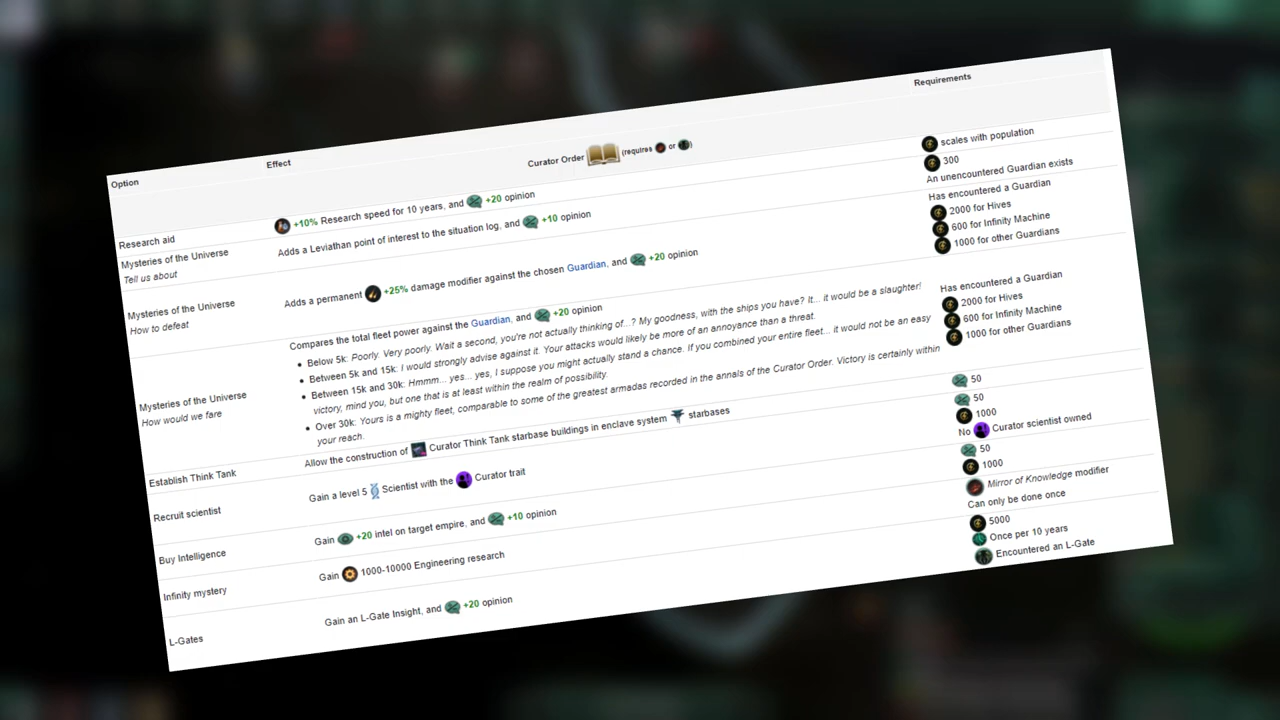 Option Effect Requirements
Curator Order (requires or )
Research aid
+10% Research speed for 10 years, and +20 opinion
scales with population
Mysteries of the Universe
Tell us about
Adds a Leviathan point of interest to the situation log, and +10 opinion
300
An unencountered Guardian exists
Mysteries of the Universe
How to defeat
Adds a permanent +25% damage modifier against the chosen Guardian, and +20 opinion
Has encountered a Guardian
2000 for Hives
600 for Infinity Machine
1000 for other Guardians
Mysteries of the Universe
How would we fare
Compares the total fleet power against the Guardian, and +20 opinion
• Below 5k: Poorly. Very poorly. Wait a second, you're not actually thinking of...? My goodness, with the ships you have? It... it would be a slaughter!
• Between 5k and 15k: I would strongly advise against it. Your attacks would likely be more of an annoyance than a threat.
• Between 15k and 30k: Hmmm... yes... yes, I suppose you might actually stand a chance. If you combined your entire fleet... it would not be an easy
victory, mind you, but one that is at least within the realm of possibility.
• Over 30k: Yours is a mighty fleet, comparable to some of the greatest armadas recorded in the annals of the Curator Order. Victory is certainly within
your reach.
Has encountered a Guardian
2000 for Hives
600 for Infinity Machine
1000 for other Guardians
Establish Think Tank
Allow the construction of Curator Think Tank starbase buildings in enclave system starbases
50
Recruit scientist
Gain a level 5 Scientist with the Curator trait
50
1000
No Curator scientist owned
Buy Intelligence
Gain +20 intel on target empire, and +10 opinion
50
1000
Infinity mystery
Gain 1000-10000 Engineering research
Mirror of Knowledge modifier
Can only be done once
L-Gates
Gain an L-Gate Insight, and +20 opinion
5000
Once per 10 years
Encountered an L-Gate